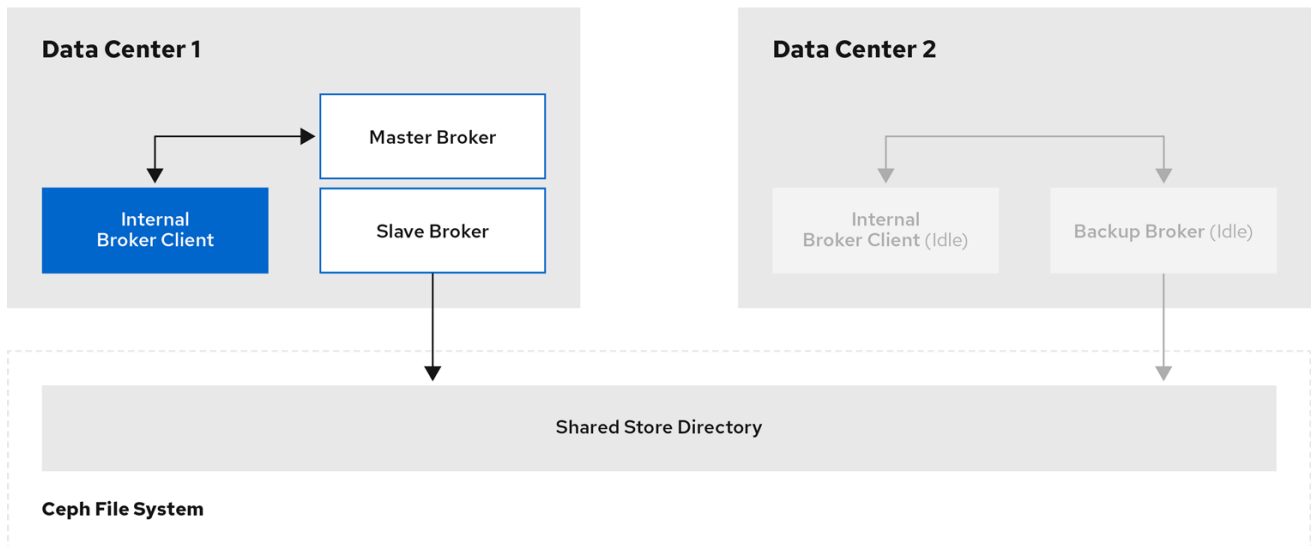 Data Center 1
Master Broker
Internal
Broker Client
Slave Broker
Data Center 2
Internal
Broker Client (Idle)
Backup Broker (Idle)
Shared Store Directory
Ceph File System